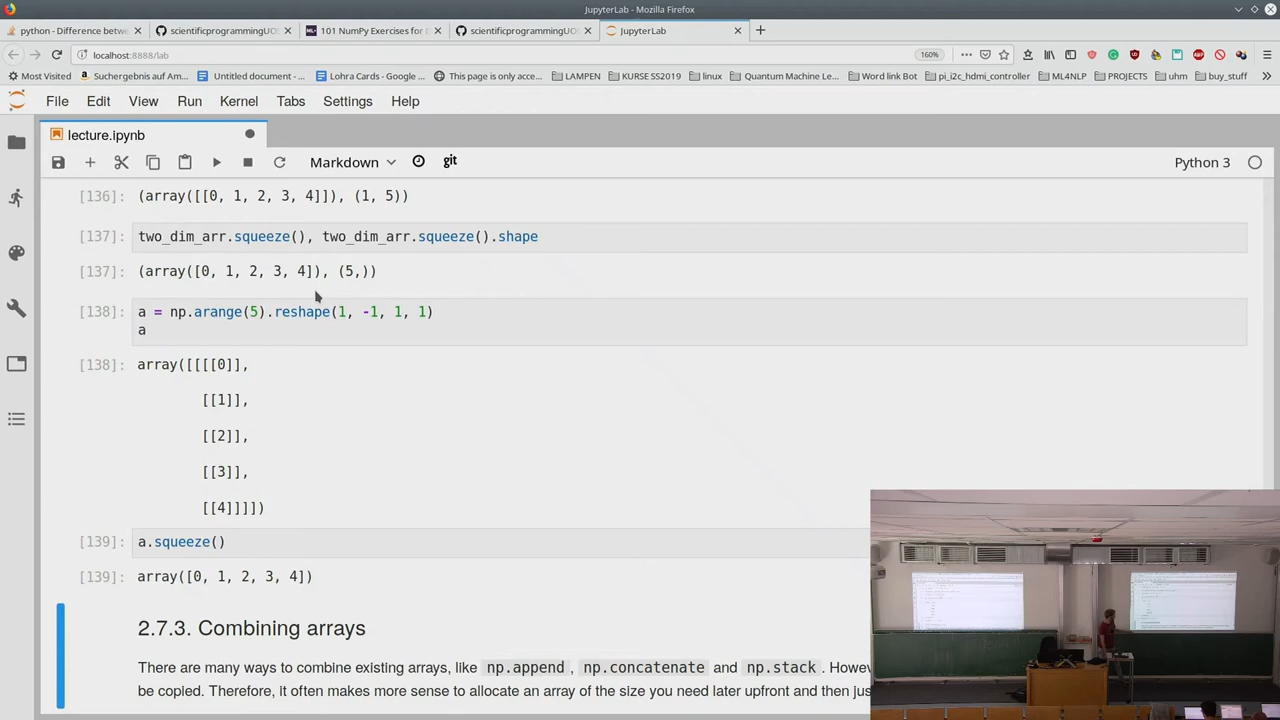 JupyterLab - Mozilla Firefox
python - Difference betwe
scientificprogrammingUO
101 NumPy Exercises for
scientificprogrammingUO
JupyterLab
localhost:8888/lab
160%
Most Visited
Suchergebnis auf Am...
Untitled document -...
Lohra Cards - Google ...
This page is only acce...
LAMPEN
KURSE SS2019
linux
Quantum Machine Le...
Word link Bot
pi_i2c_hdmi_controller
ML4NLP
PROJECTS
uhm
buy_stuff
File Edit View Run Kernel Tabs Settings Help
lecture.ipynb
Markdown
git
Python 3
[136]: (array([[0, 1, 2, 3, 4]]), (1, 5))
[137]: two_dim_arr.squeeze(), two_dim_arr.squeeze().shape
[137]: (array([0, 1, 2, 3, 4]), (5,))
[138]: a = np.arange(5).reshape(1, -1, 1, 1)
a
[138]: array([[[[0]],
[[1]],
[[2]],
[[3]],
[[4]]]])
[139]: a.squeeze()
[139]: array([0, 1, 2, 3, 4])
2.7.3. Combining arrays
There are many ways to combine existing arrays, like np.append, np.concatenate and np.stack. Howev
be copied. Therefore, it often makes more sense to allocate an array of the size you need later upfront and then jus